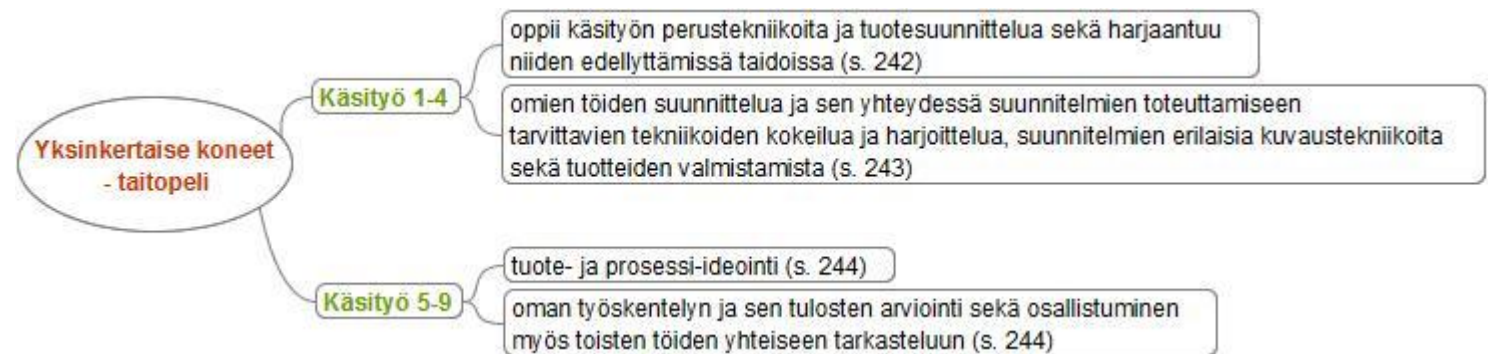 Yksinkertaise koneet
- taitopeli
Käsityö 1-4
oppii käsityön perustekniikoita ja tuotesuunnittelua sekä harjaantuu
niiden edellyttämissä taidoissa (s. 242)
omien töiden suunnittelua ja sen yhteydessä suunnitelmien toteuttamiseen
tarvittavien tekniikoiden kokeilua ja harjoittelua, suunnitelmien erilaisia kuvaustekniikoita
sekä tuotteiden valmistamista (s. 243)
Käsityö 5-9
tuote- ja prosessi-ideointi (s. 244)
oman työskentelyn ja sen tulosten arviointi sekä osallistuminen
myös toisten töiden yhteiseen tarkasteluun (s. 244)